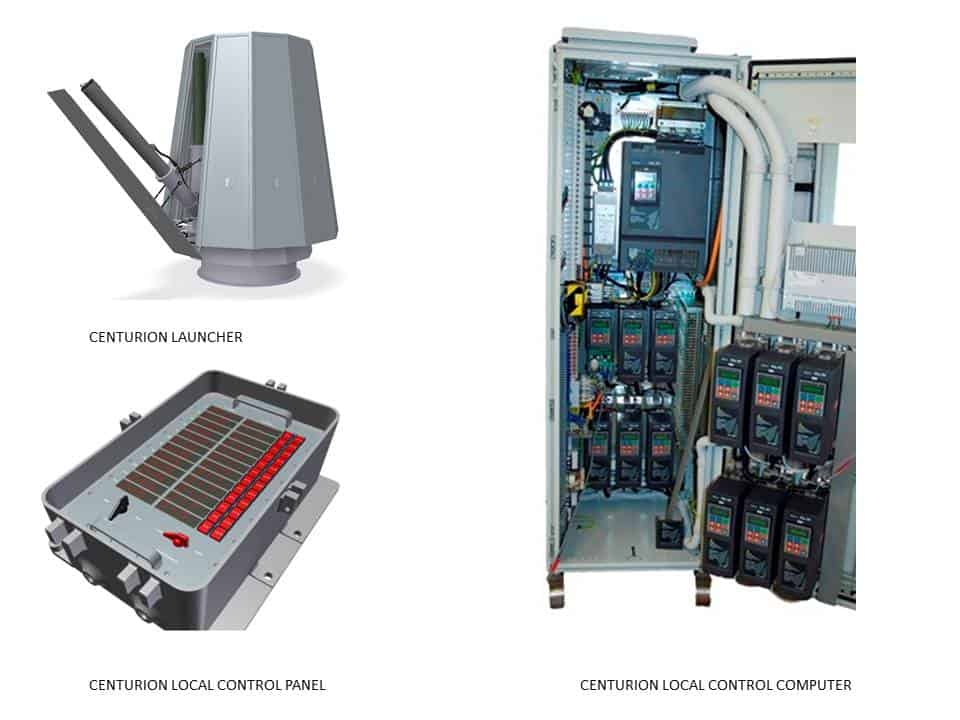 CENTURION LAUNCHER
CENTURION LOCAL CONTROL PANEL
CENTURION LOCAL CONTROL COMPUTER